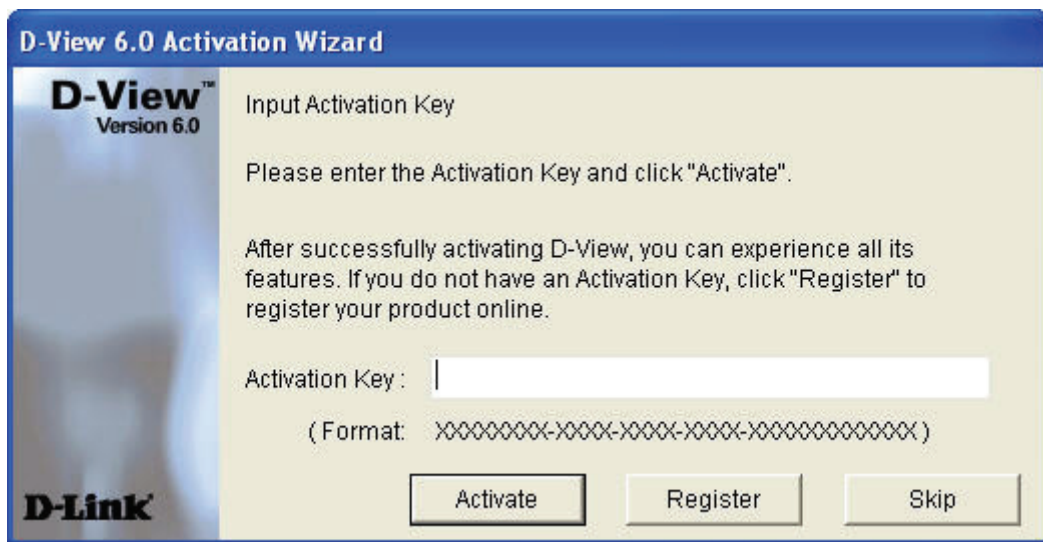 D-View 6.0 Activation Wizard
D-View™
Version 6.0
Input Activation Key
Please enter the Activation Key and click "Activate".
After successfully activating D-View, you can experience all its
features. If you do not have an Activation Key, click "Register" to
register your product online.
Activation Key :
( Format: XXXXXXXX-XXXX-XXXX-XXXX-XXXXXXXXXXXX )
D-Link
Activate Register Skip